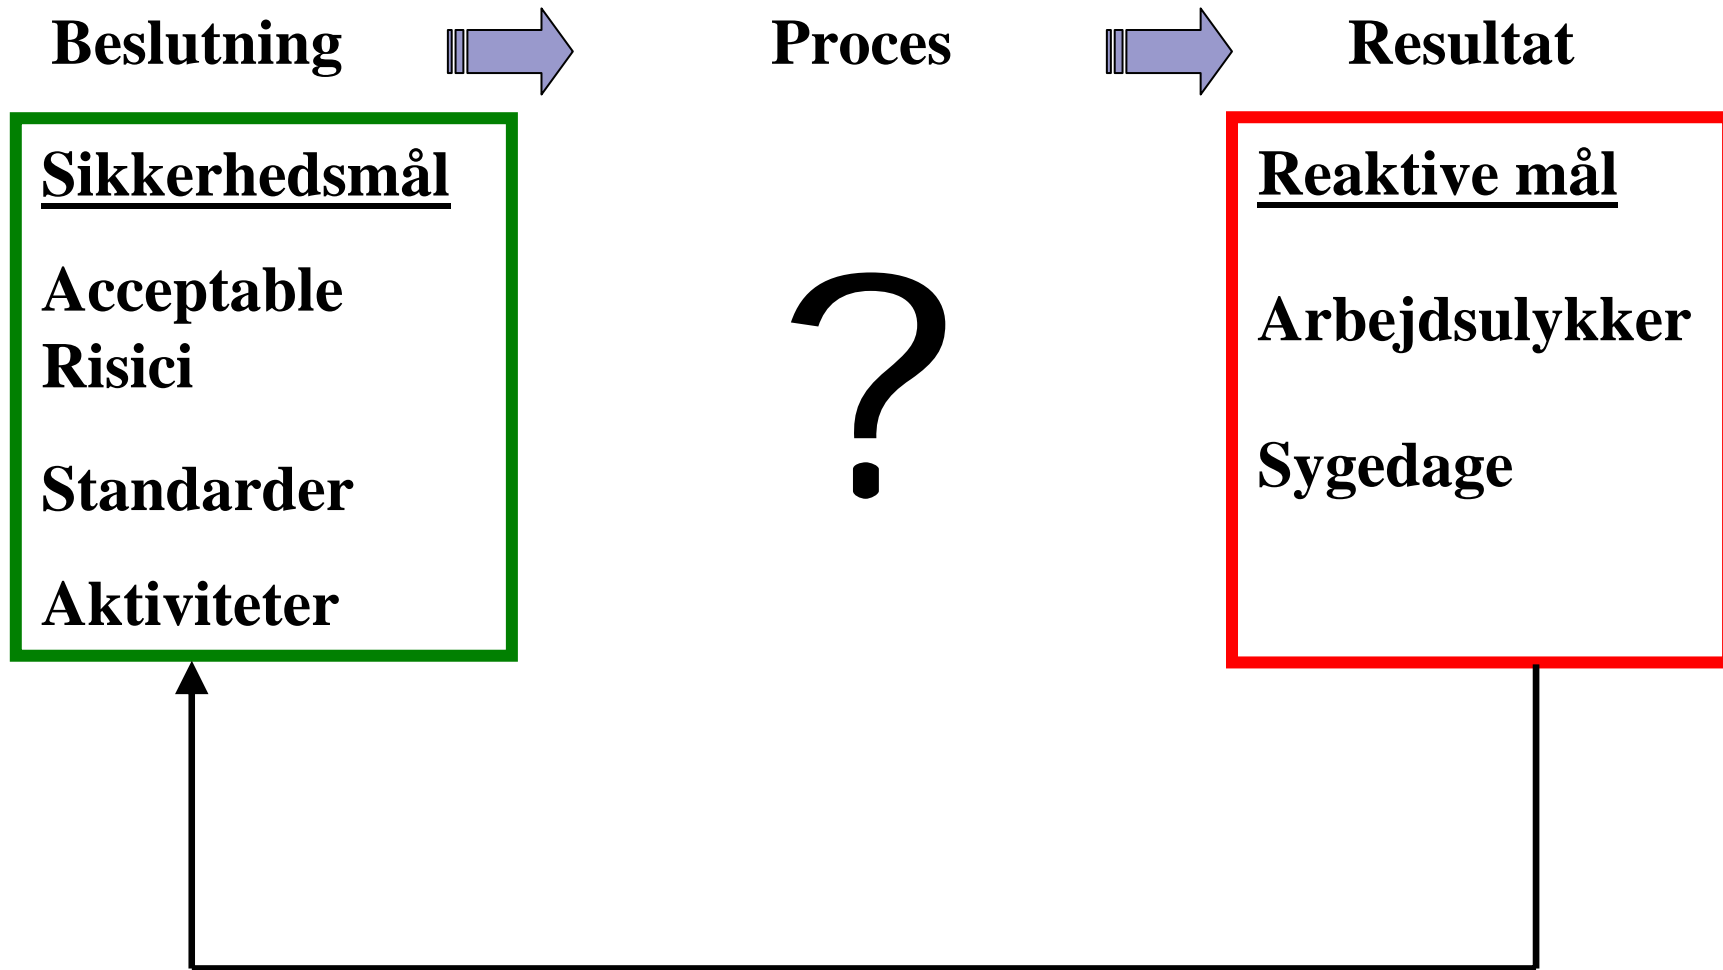 Beslutning
Proces
Resultat
Sikkerhedsmål
Acceptable
Risici
Standarder
Aktiviteter
?
Reaktive mål
Arbejdsulykker
Sygedage